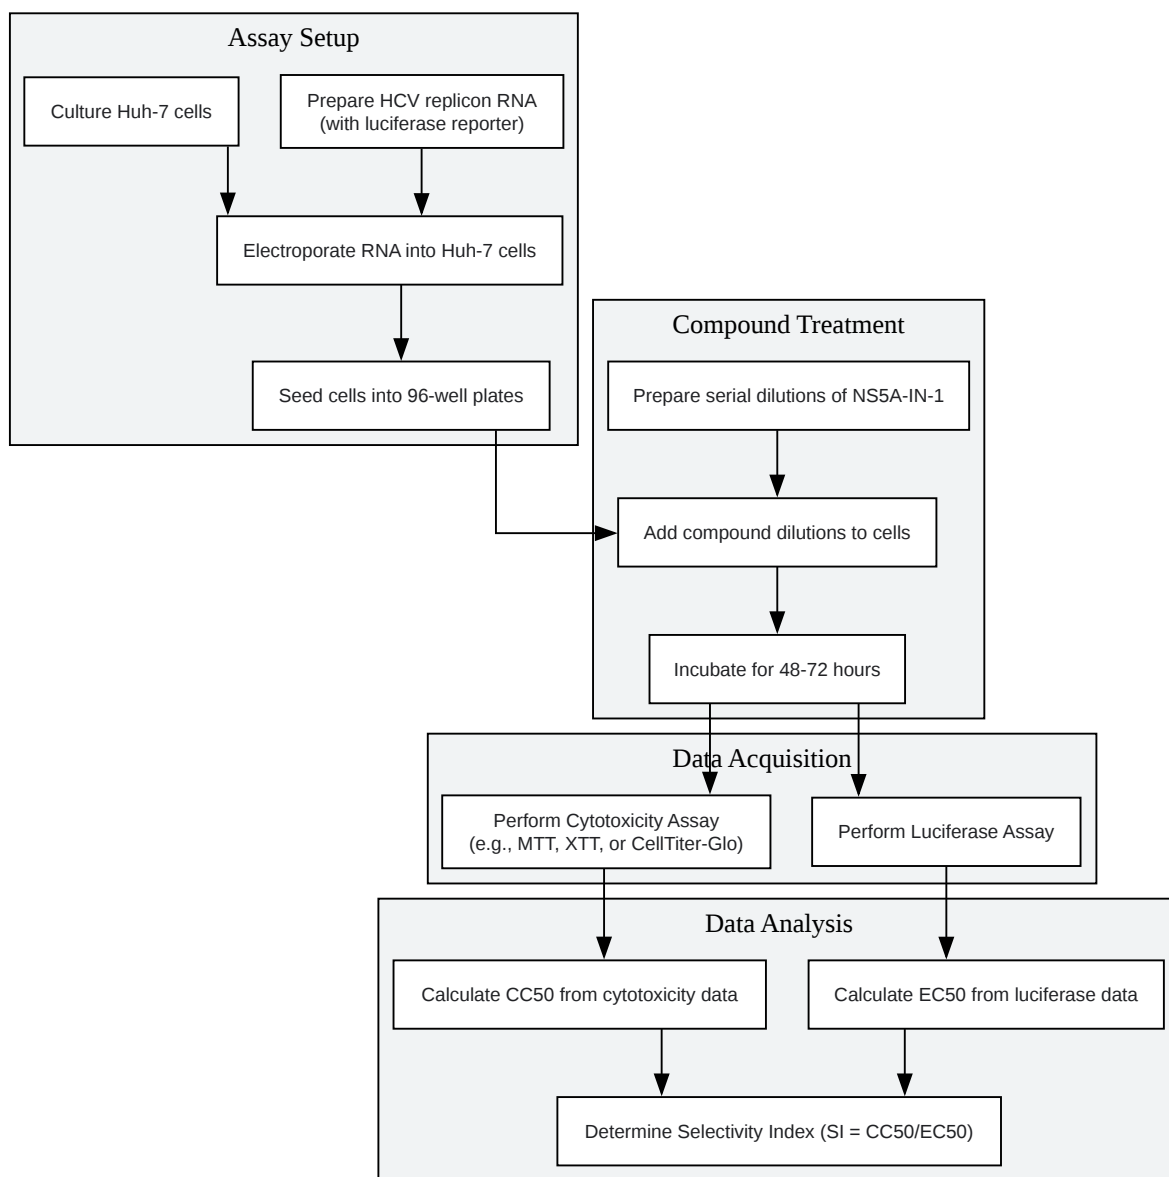 Assay Setup
Culture Huh-7 cells
Prepare HCV replicon RNA
(with luciferase reporter)
Electroporate RNA into Huh-7 cells
Seed cells into 96-well plates
Compound Treatment
Prepare serial dilutions of NS5A-IN-1
Add compound dilutions to cells
Incubate for 48-72 hours
Data Acquisition
Perform Cytotoxicity Assay
(e.g., MTT, XTT, or CellTiter-Glo)
Perform Luciferase Assay
Data Analysis
Calculate CC50 from cytotoxicity data
Calculate EC50 from luciferase data
Determine Selectivity Index (SI = CC50/EC50)